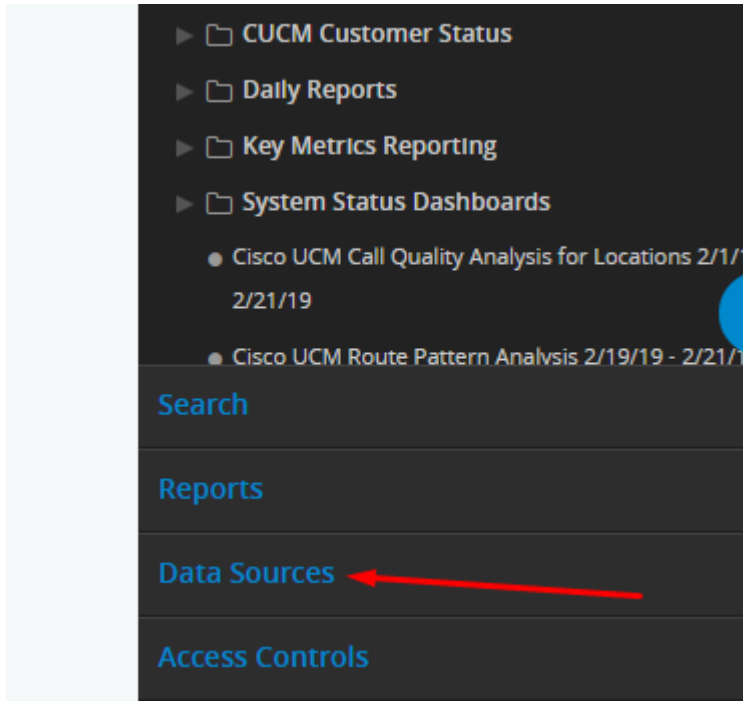 CUCM Customer Status
Daily Reports
Key Metrics Reporting
System Status Dashboards
Cisco UCM Call Quality Analysis for Locations 2/1/
2/21/19
Cisco UCM Route Pattern Analysis 2/19/19 - 2/21/
Search
Reports
Data Sources
Access Controls